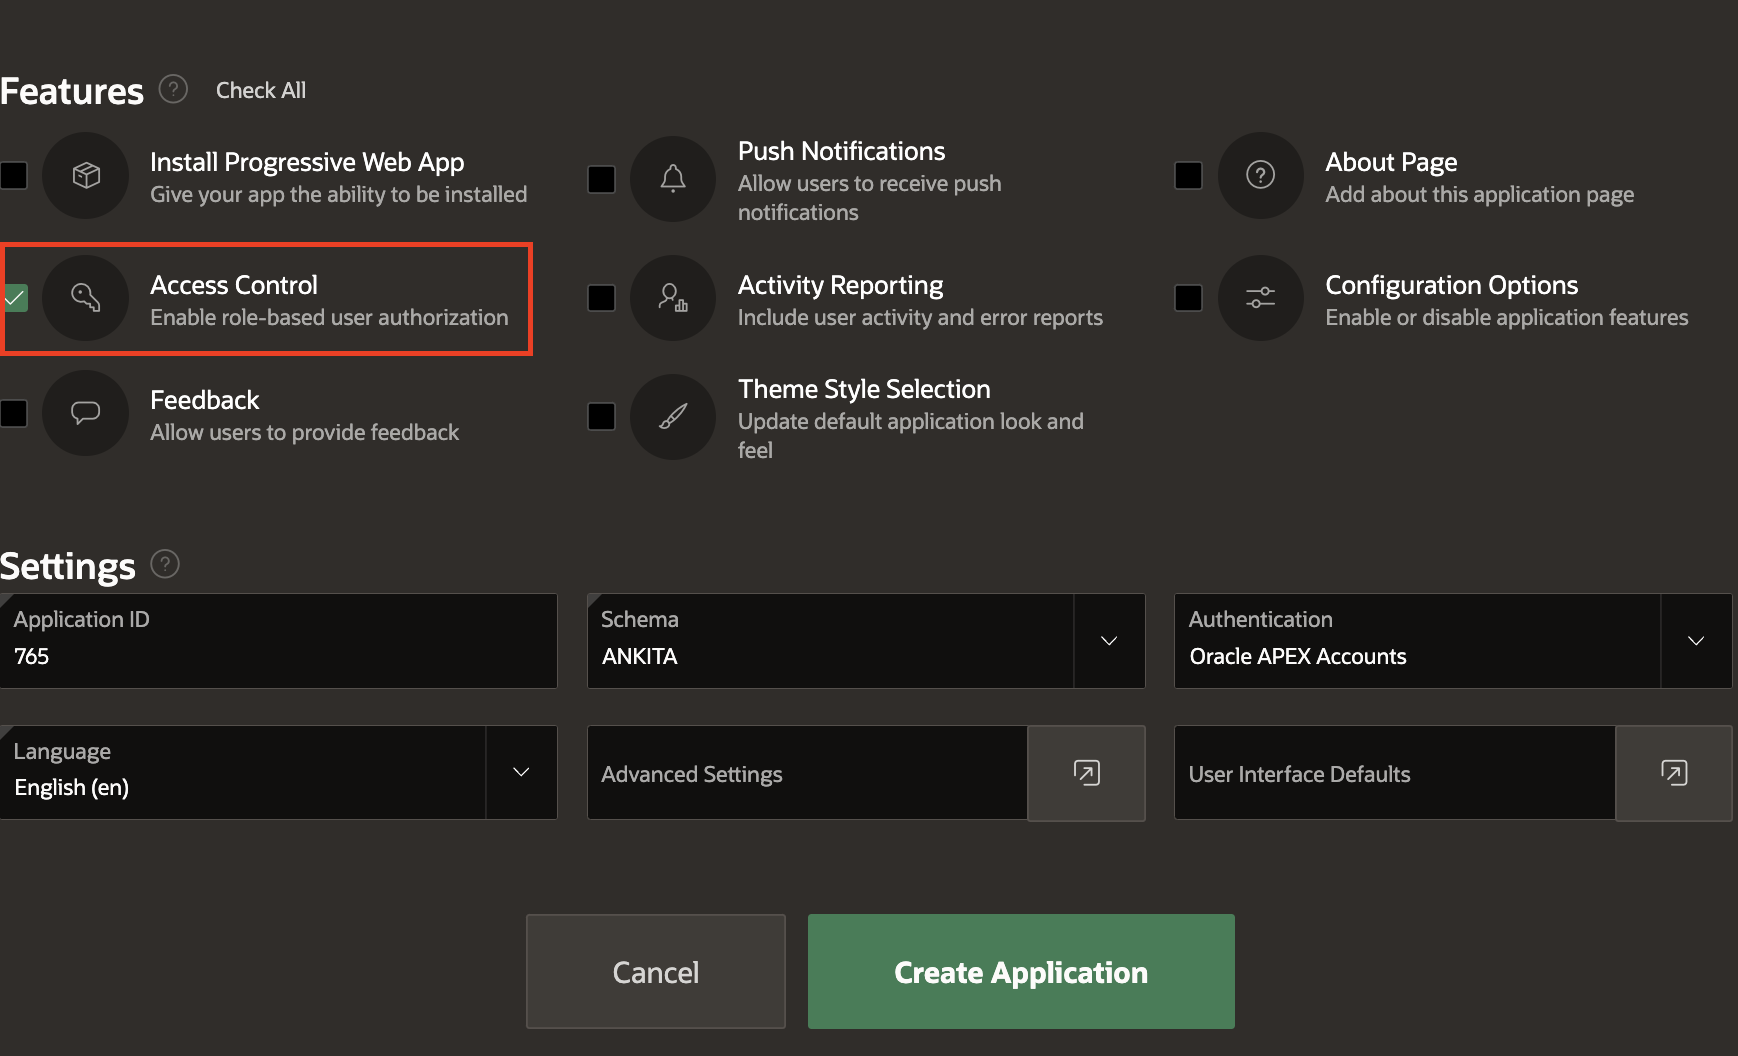 Features ? Check All
Install Progressive Web App
Give your app the ability to be installed
Push Notifications
Allow users to receive push
notifications
? About Page
Add about this application page
Access Control
Enable role-based user authorization
Activity Reporting
Include user activity and error reports
Configuration Options
Enable or disable application features
Feedback
Allow users to provide feedback
Theme Style Selection
Update default application look and
feel
Settings ?
Application ID
765
Schema
ANKITA
Authentication
Oracle APEX Accounts
Language
English (en)
Advanced Settings
User Interface Defaults
Cancel
Create Application